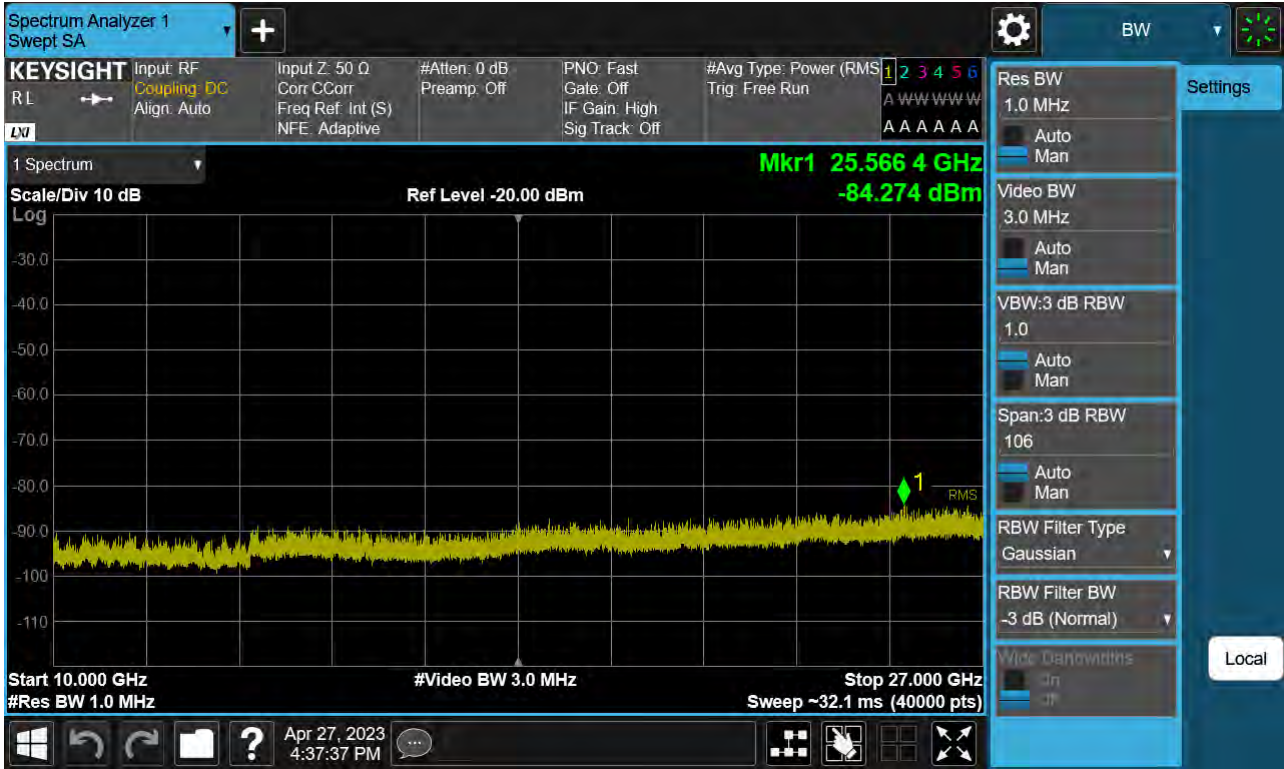 Spectrum Analyzer 1
Swept SA
BW
KEYSIGHT
RL
LXI
Input: RF
Coupling: DC
Align: Auto
Input Z: 50 Ω
Corr CCorr
Freq Ref: Int (S)
NFE: Adaptive
#Atten: 0 dB
Preamp: Off
PNO: Fast
Gate: Off
IF Gain: High
Sig Track: Off
#Avg Type: Power (RMS
Trig: Free Run
1 2 3 4 5 6
A W W W W W
A A A A A A
1 Spectrum
Mkr1 25.566 4 GHz
-84.274 dBm
Scale/Div 10 dB
Ref Level -20.00 dBm
Log
-30.0
-40.0
-50.0
-60.0
-70.0
-80.0
-90.0
-100
-110
1
RMS
Start 10.000 GHz
#Video BW 3.0 MHz
Stop 27.000 GHz
#Res BW 1.0 MHz
Sweep ~32.1 ms (40000 pts)
Res BW
1.0 MHz
Auto
Man
Video BW
3.0 MHz
Auto
Man
VBW:3 dB RBW
1.0
Auto
Man
Span:3 dB RBW
106
Auto
Man
RBW Filter Type
Gaussian
RBW Filter BW
-3 dB (Normal)
Settings
Local
?
Apr 27, 2023
4:37:37 PM